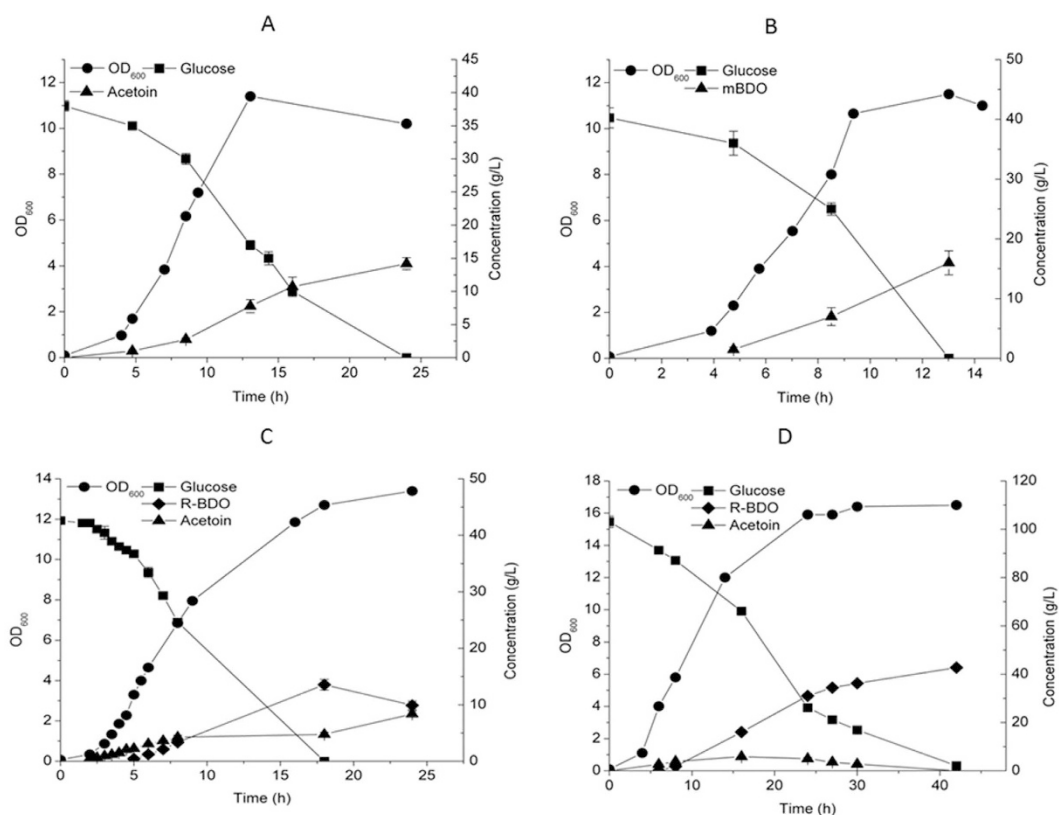 A
OD600 Glucose
Acetoin
12
10
8
6
4
2
0
OD600
45
40
35
30
25
20
15
10
5
0
Concentration (g/L)
0 5 10 15 20 25
Time (h)
B
OD600 Glucose
mBDO
12
10
8
6
4
2
0
OD600
50
40
30
20
10
0
Concentration (g/L)
0 2 4 6 8 10 12 14
Time (h)
C
OD600 Glucose
R-BDO
Acetoin
14
12
10
8
6
4
2
0
OD600
50
40
30
20
10
0
Concentration (g/L)
0 5 10 15 20 25
Time (h)
D
OD600 Glucose
R-BDO
Acetoin
18
16
14
12
10
8
6
4
2
0
OD600
120
100
80
60
40
20
0
Concentration (g/L)
0 10 20 30 40
Time (h)